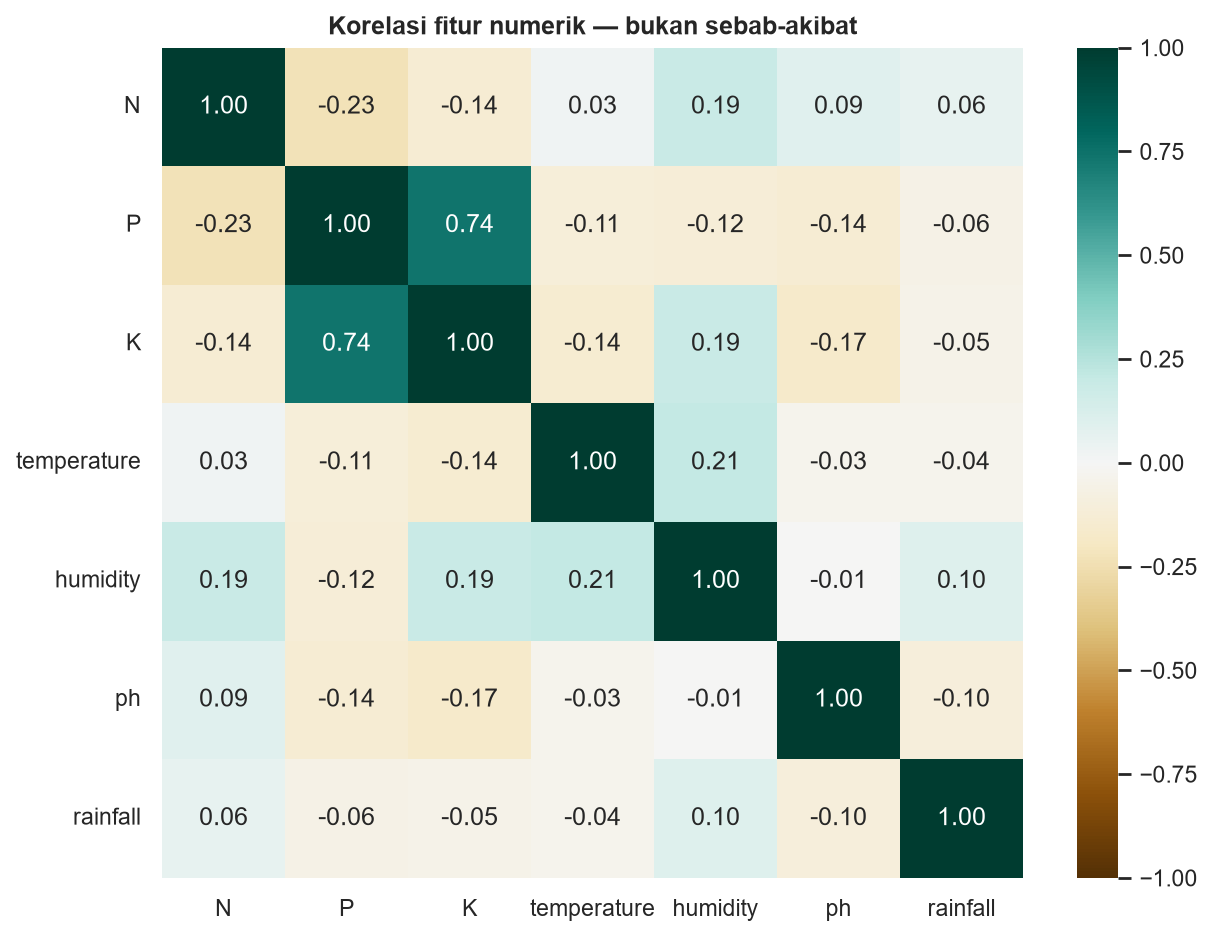 Korelasi fitur numerik — bukan sebab-akibat
N 1.00 -0.23 -0.14 0.03 0.19 0.09 0.06
P -0.23 1.00 0.74 -0.11 -0.12 -0.14 -0.06
K -0.14 0.74 1.00 -0.14 0.19 -0.17 -0.05
temperature 0.03 -0.11 -0.14 1.00 0.21 -0.03 -0.04
humidity 0.19 -0.12 0.19 0.21 1.00 -0.01 0.10
ph 0.09 -0.14 -0.17 -0.03 -0.01 1.00 -0.10
rainfall 0.06 -0.06 -0.05 -0.04 0.10 -0.10 1.00
N P K temperature humidity ph rainfall
1.00
0.75
0.50
0.25
0.00
−0.25
−0.50
−0.75
−1.00